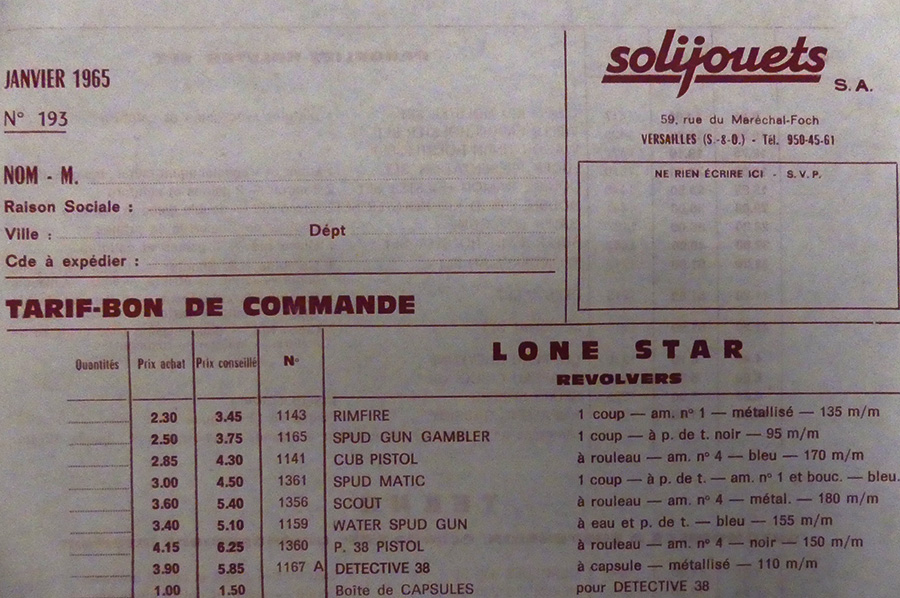 JANVIER 1965
N° 193
solijouets S.A.
59, rue du Maréchal-Foch
VERSAILLES (S.-&-O.) - Tél. 950-45-61
NE RIEN ÉCRIRE ICI - S.V.P.
NOM - M.
Raison Sociale :
Ville : Dépt
Cde à expédier :
TARIF-BON DE COMMANDE
LONE STAR
REVOLVERS
Quantités Prix achat Prix conseillé N°
2.30 3.45 1143 RIMFIRE 1 coup — am. n° 1 — métallisé — 135 m/m
2.50 3.75 1165 SPUD GUN GAMBLER 1 coup — à p. de t. noir — 95 m/m
2.85 4.30 1141 CUB PISTOL à rouleau — am. n° 4 — bleu — 170 m/m
3.00 4.50 1361 SPUD MATIC 1 coup — à p. de t. — am. n° 1 et bouc. — bleu.
3.60 5.40 1356 SCOUT à rouleau — am. n° 4 — métal. — 180 m/m
3.40 5.10 1159 WATER SPUD GUN à eau et p. de t. — bleu — 155 m/m
4.15 6.25 1360 P. 38 PISTOL à rouleau — am. n° 4 — noir — 150 m/m
3.90 5.85 1167 A DETECTIVE 38 à capsule — métallisé — 110 m/m
1.00 1.50 Boîte de CAPSULES pour DETECTIVE 38